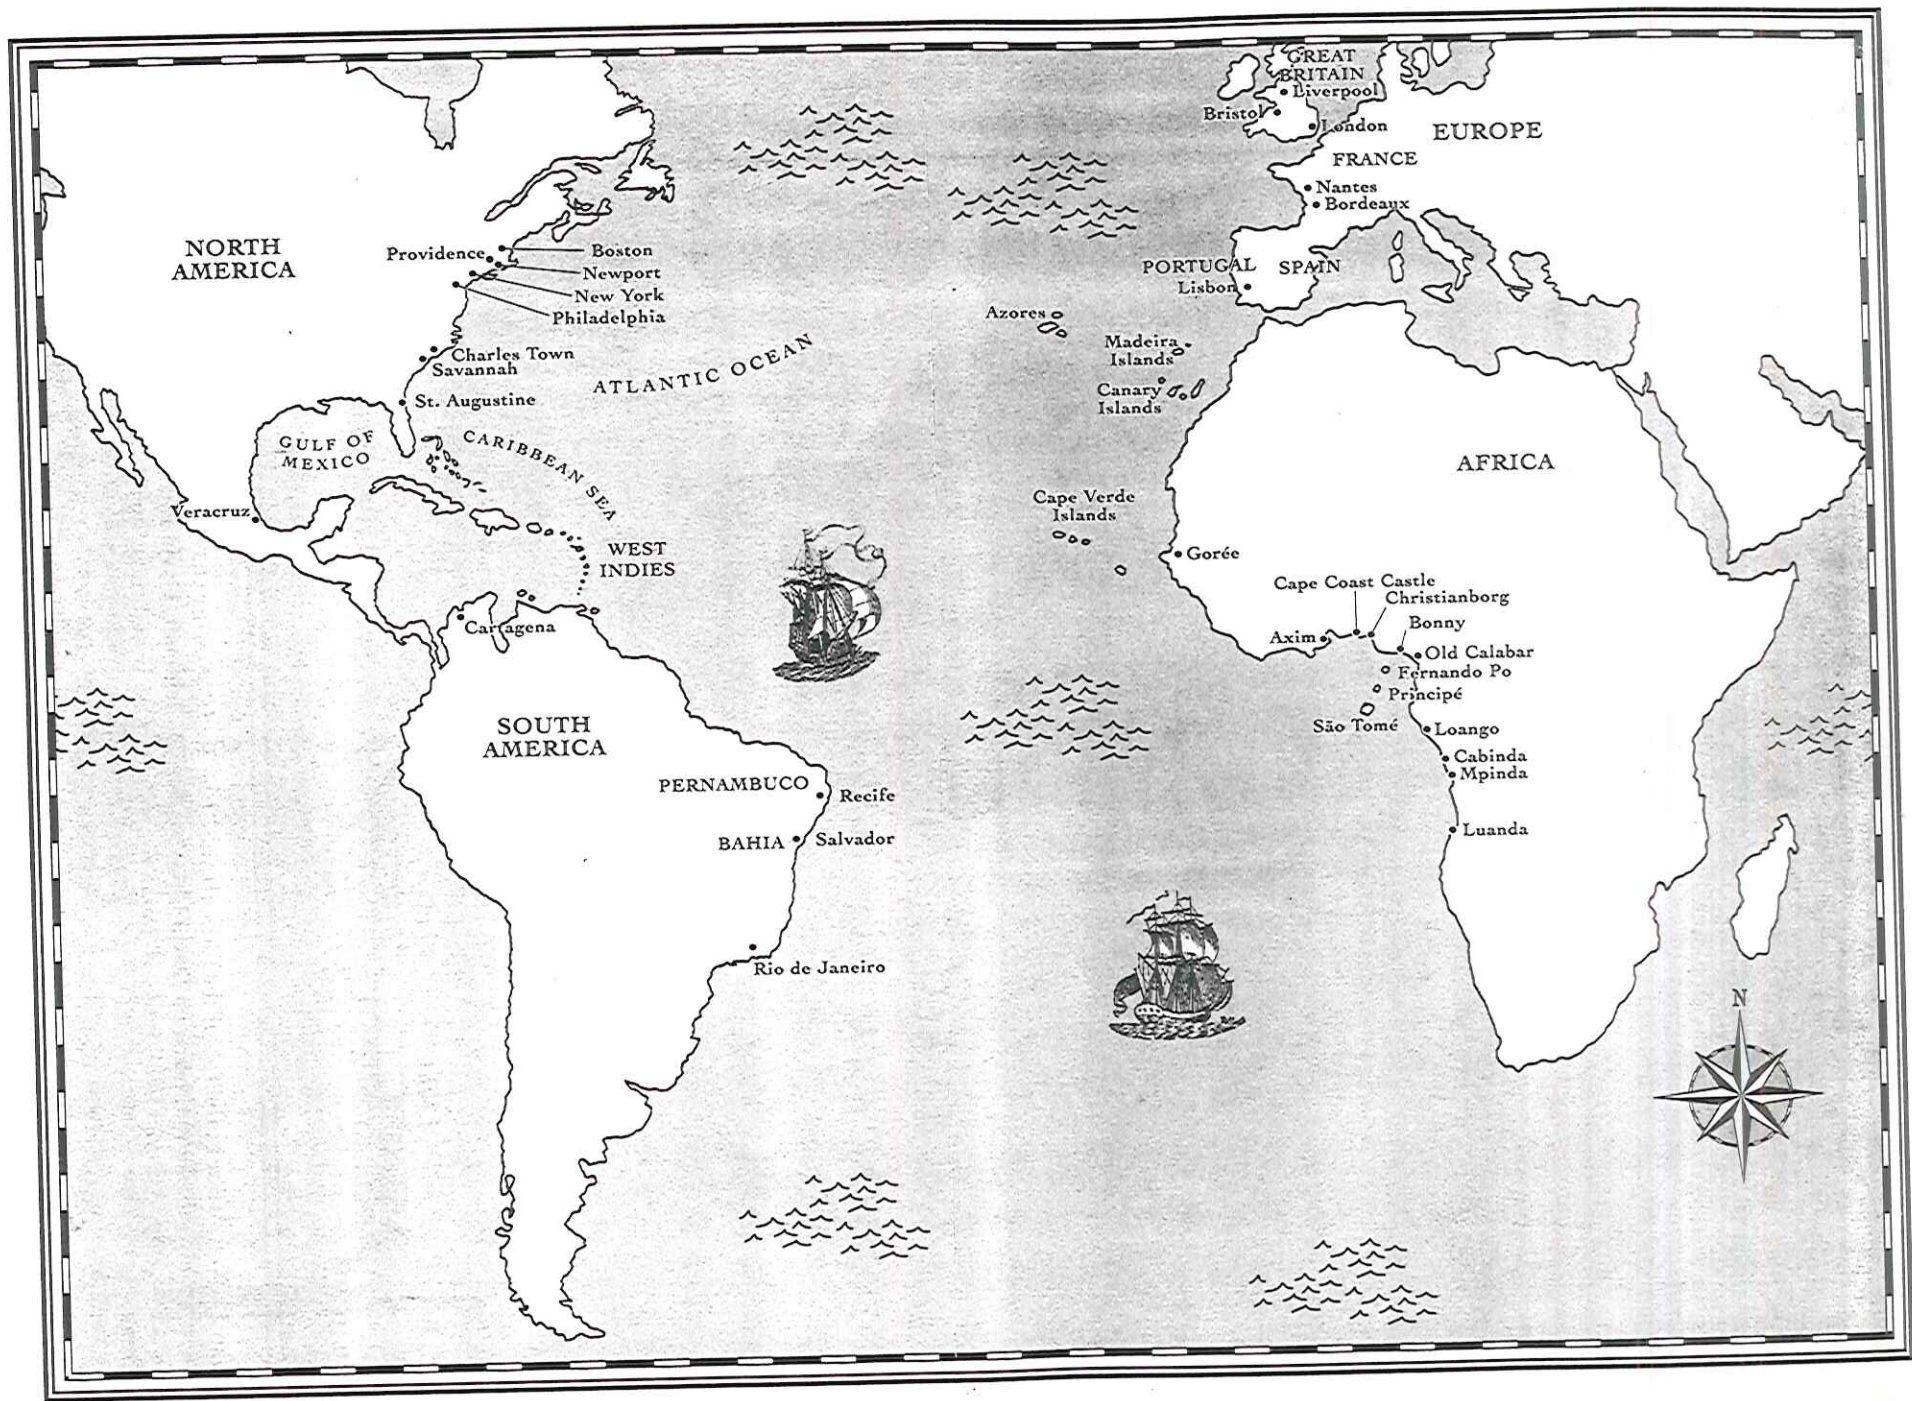 GREAT
BRITAIN
Liverpool
Bristol
London
EUROPE
FRANCE
Nantes
Bordeaux
NORTH
AMERICA
Providence
Boston
Newport
New York
Philadelphia
PORTUGAL
SPAIN
Lisbon
Azores
Madeira
Islands
Canary
Islands
Charles Town
Savannah
St. Augustine
ATLANTIC OCEAN
GULF OF
MEXICO
CARIBBEAN SEA
AFRICA
Veracruz
Cape Verde
Islands
WEST
INDIES
Gorée
Cartagena
Cape Coast Castle
Christianborg
Axim
Bonny
Old Calabar
Fernando Po
Principé
São Tomé
Loango
Cabinda
Mpinda
Luanda
SOUTH
AMERICA
PERNAMBUCO
Recife
BAHIA
Salvador
Rio de Janeiro
N